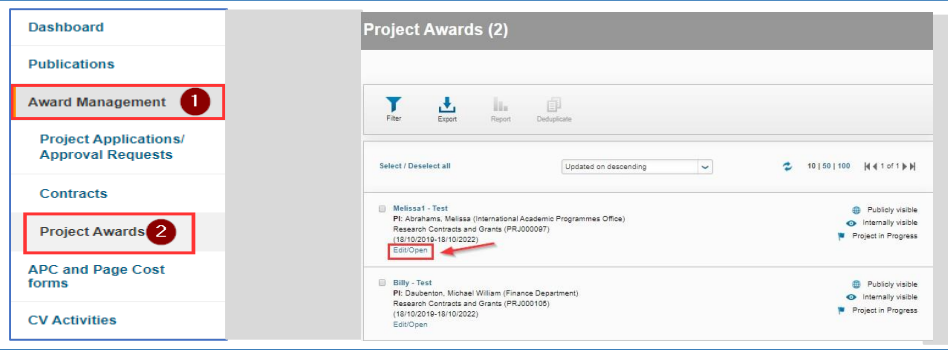 Dashboard
Publications
Award Management 1
Project Applications/
Approval Requests
Contracts
Project Awards 2
APC and Page Cost
forms
CV Activities
Project Awards (2)
Filter Export Report Deduplicate
Select / Deselect all Updated on descending 10 | 50 | 100 1 of 1
Melissa1 - Test Publicly visible
PI: Abrahams, Melissa (International Academic Programmes Office) Internally visible
Research Contracts and Grants (PRJ000097) Project in Progress
(18/10/2019-18/10/2022)
Edit/Open
Billy - Test Publicly visible
PI: Daubenton, Michael William (Finance Department) Internally visible
Research Contracts and Grants (PRJ000105) Project in Progress
(18/10/2019-18/10/2022)
Edit/Open